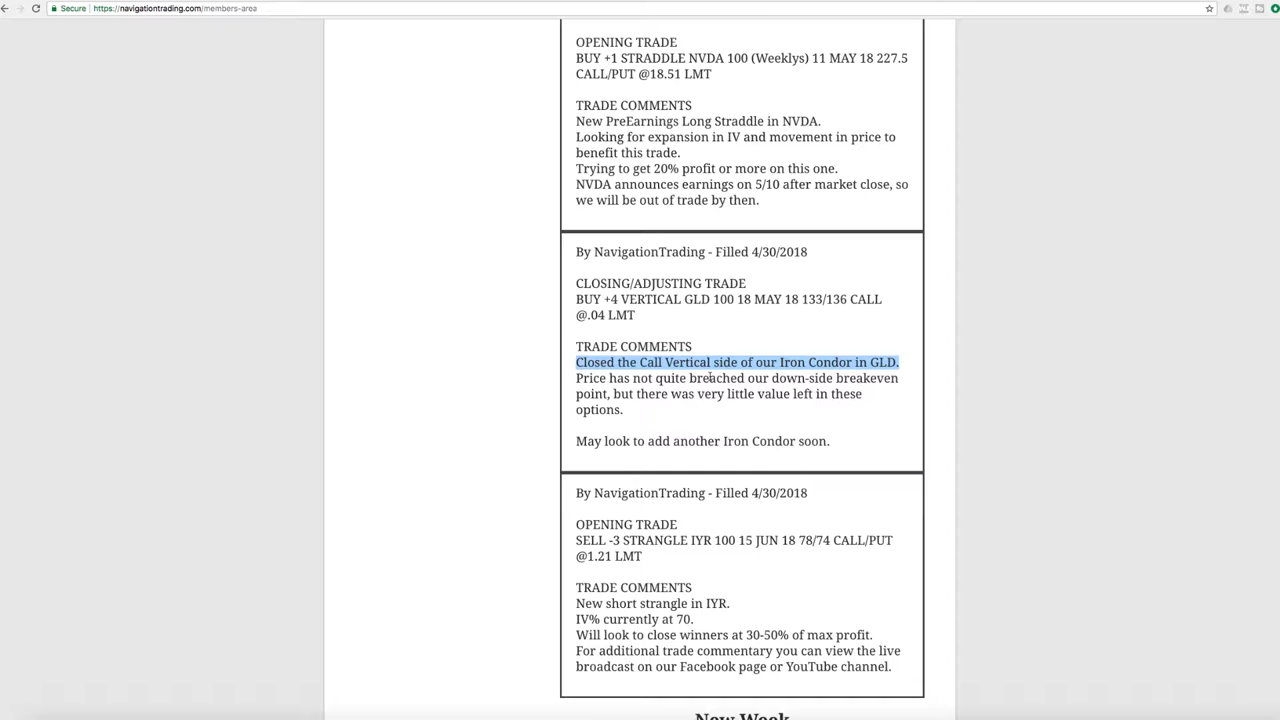 Secure
https://navigationtrading.com/members-area
OPENING TRADE
BUY +1 STRADDLE NVDA 100 (Weeklys) 11 MAY 18 227.5
CALL/PUT @18.51 LMT
TRADE COMMENTS
New PreEarnings Long Straddle in NVDA.
Looking for expansion in IV and movement in price to
benefit this trade.
Trying to get 20% profit or more on this one.
NVDA announces earnings on 5/10 after market close, so
we will be out of trade by then.
By NavigationTrading - Filled 4/30/2018
CLOSING/ADJUSTING TRADE
BUY +4 VERTICAL GLD 100 18 MAY 18 133/136 CALL
@.04 LMT
TRADE COMMENTS
Closed the Call Vertical side of our Iron Condor in GLD.
Price has not quite breached our down-side breakeven
point, but there was very little value left in these
options.
May look to add another Iron Condor soon.
By NavigationTrading - Filled 4/30/2018
OPENING TRADE
SELL -3 STRANGLE IYR 100 15 JUN 18 78/74 CALL/PUT
@1.21 LMT
TRADE COMMENTS
New short strangle in IYR.
IV% currently at 70.
Will look to close winners at 30-50% of max profit.
For additional trade commentary you can view the live
broadcast on our Facebook page or YouTube channel.
New Week